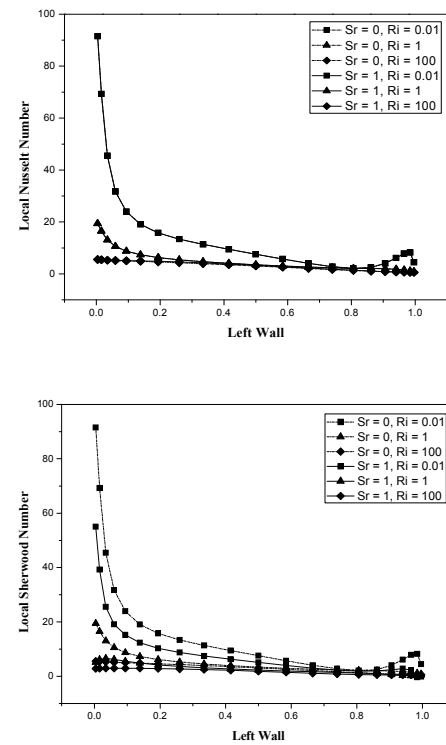 100
80
60
40
20
0
Local Nusselt Number
Sr = 0, Ri = 0.01
Sr = 0, Ri = 1
Sr = 0, Ri = 100
Sr = 1, Ri = 0.01
Sr = 1, Ri = 1
Sr = 1, Ri = 100
0.0 0.2 0.4 0.6 0.8 1.0
Left Wall
100
80
60
40
20
0
Local Sherwood Number
Sr = 0, Ri = 0.01
Sr = 0, Ri = 1
Sr = 0, Ri = 100
Sr = 1, Ri = 0.01
Sr = 1, Ri = 1
Sr = 1, Ri = 100
0.0 0.2 0.4 0.6 0.8 1.0
Left Wall